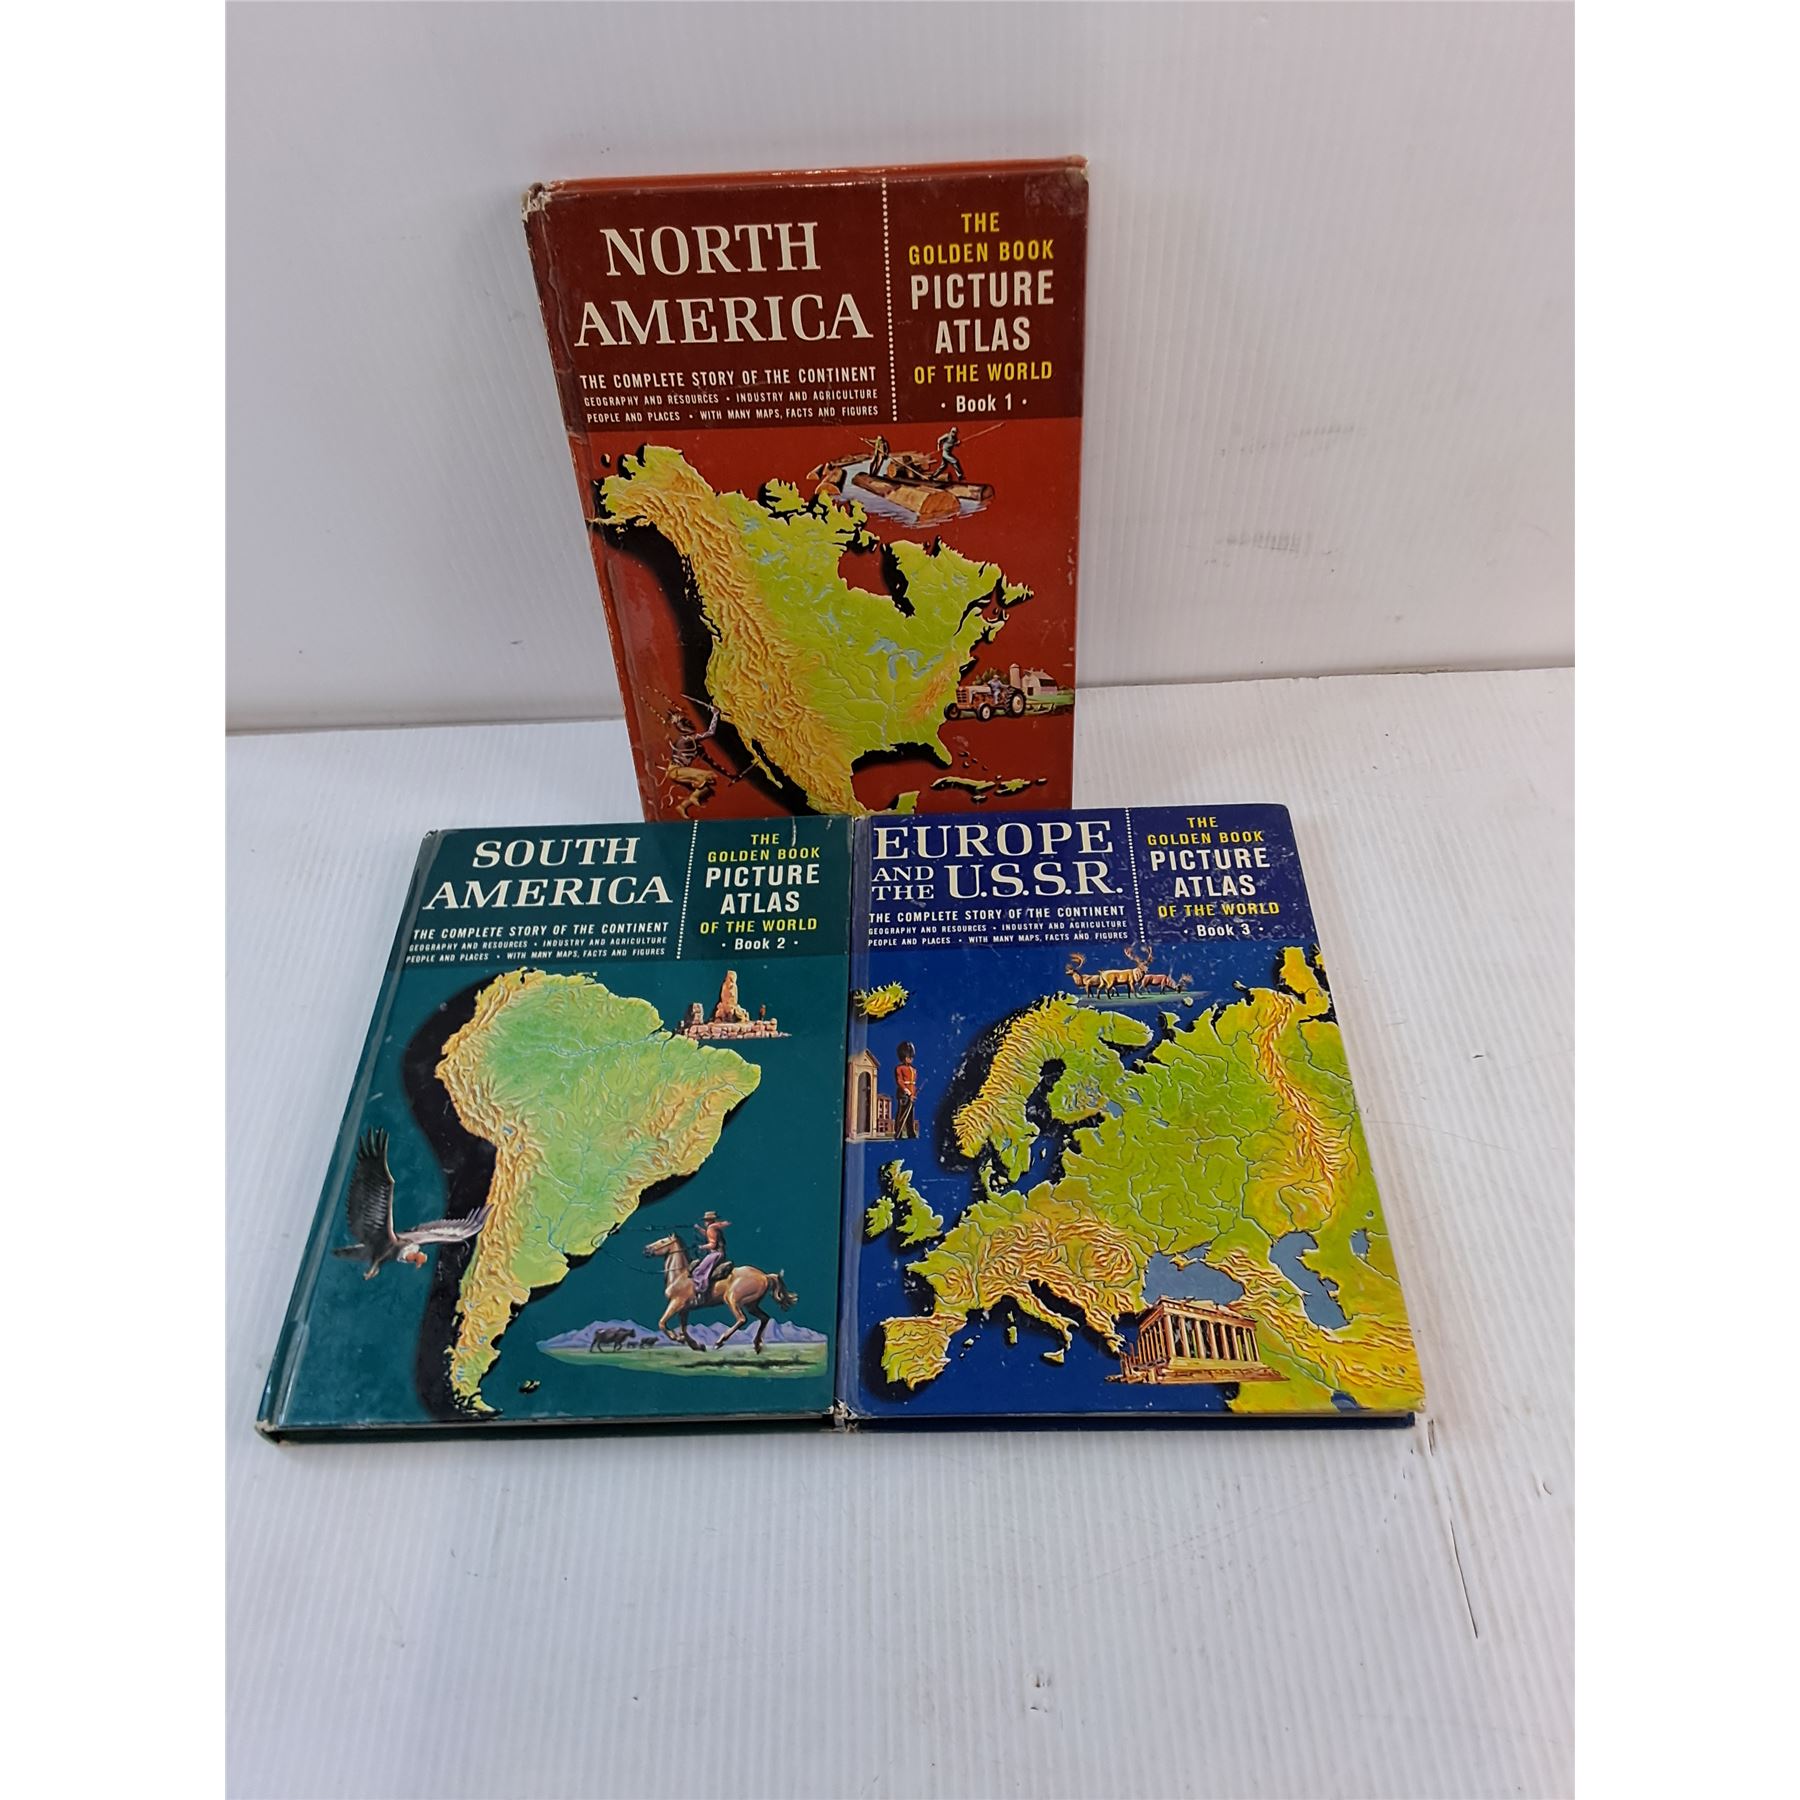 NORTH
AMERICA
THE COMPLETE STORY OF THE CONTINENT
GEOGRAPHY AND RESOURCES • INDUSTRY AND AGRICULTURE
PEOPLE AND PLACES • WITH MANY MAPS, FACTS AND FIGURES
THE
GOLDEN BOOK
PICTURE
ATLAS
OF THE WORLD
• Book 1 •
SOUTH
AMERICA
THE COMPLETE STORY OF THE CONTINENT
GEOGRAPHY AND RESOURCES • INDUSTRY AND AGRICULTURE
PEOPLE AND PLACES • WITH MANY MAPS, FACTS AND FIGURES
THE
GOLDEN BOOK
PICTURE
ATLAS
OF THE WORLD
• Book 2 •
EUROPE
AND THE U.S.S.R.
THE COMPLETE STORY OF THE CONTINENT
GEOGRAPHY AND RESOURCES • INDUSTRY AND AGRICULTURE
PEOPLE AND PLACES • WITH MANY MAPS, FACTS AND FIGURES
THE
GOLDEN BOOK
PICTURE
ATLAS
OF THE WORLD
• Book 3 •